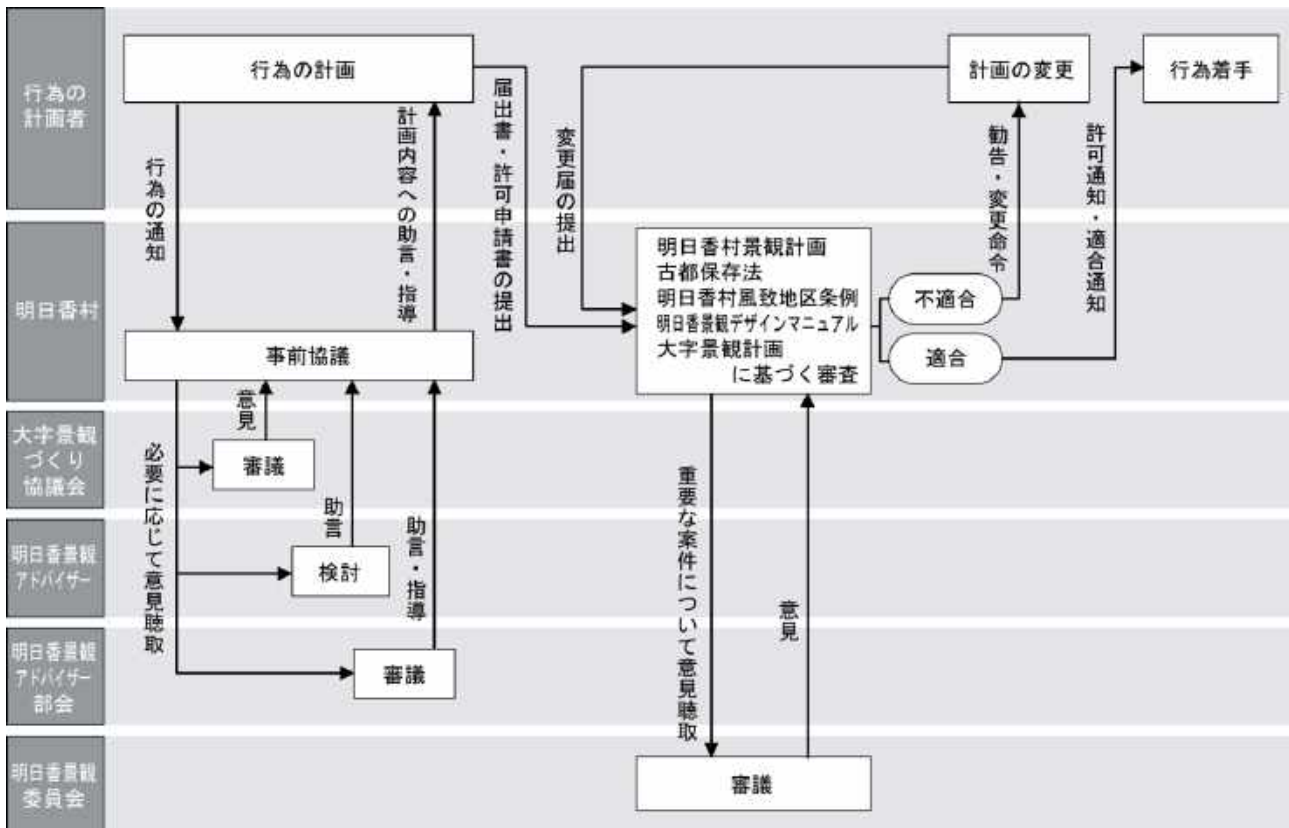 行為の
計画者
行為の計画
計画の変更
行為着手
行為の通知
計画内容への助言・指導
届出書・許可申請書の提出
変更届の提出
勧告・変更命令
許可通知・適合通知
明日香村
事前協議
明日香村景観計画
古都保存法
明日香村風致地区条例
明日香景観デザインマニュアル
大字景観計画
に基づく審査
不適合
適合
大字景観
づくり
協議会
必要に応じて意見聴取
審議
意見
明日香景観
アドバイザー
検討
助言
明日香景観
アドバイザー
部会
審議
助言・指導
重要な案件について意見聴取
意見
明日香景観
委員会
審議